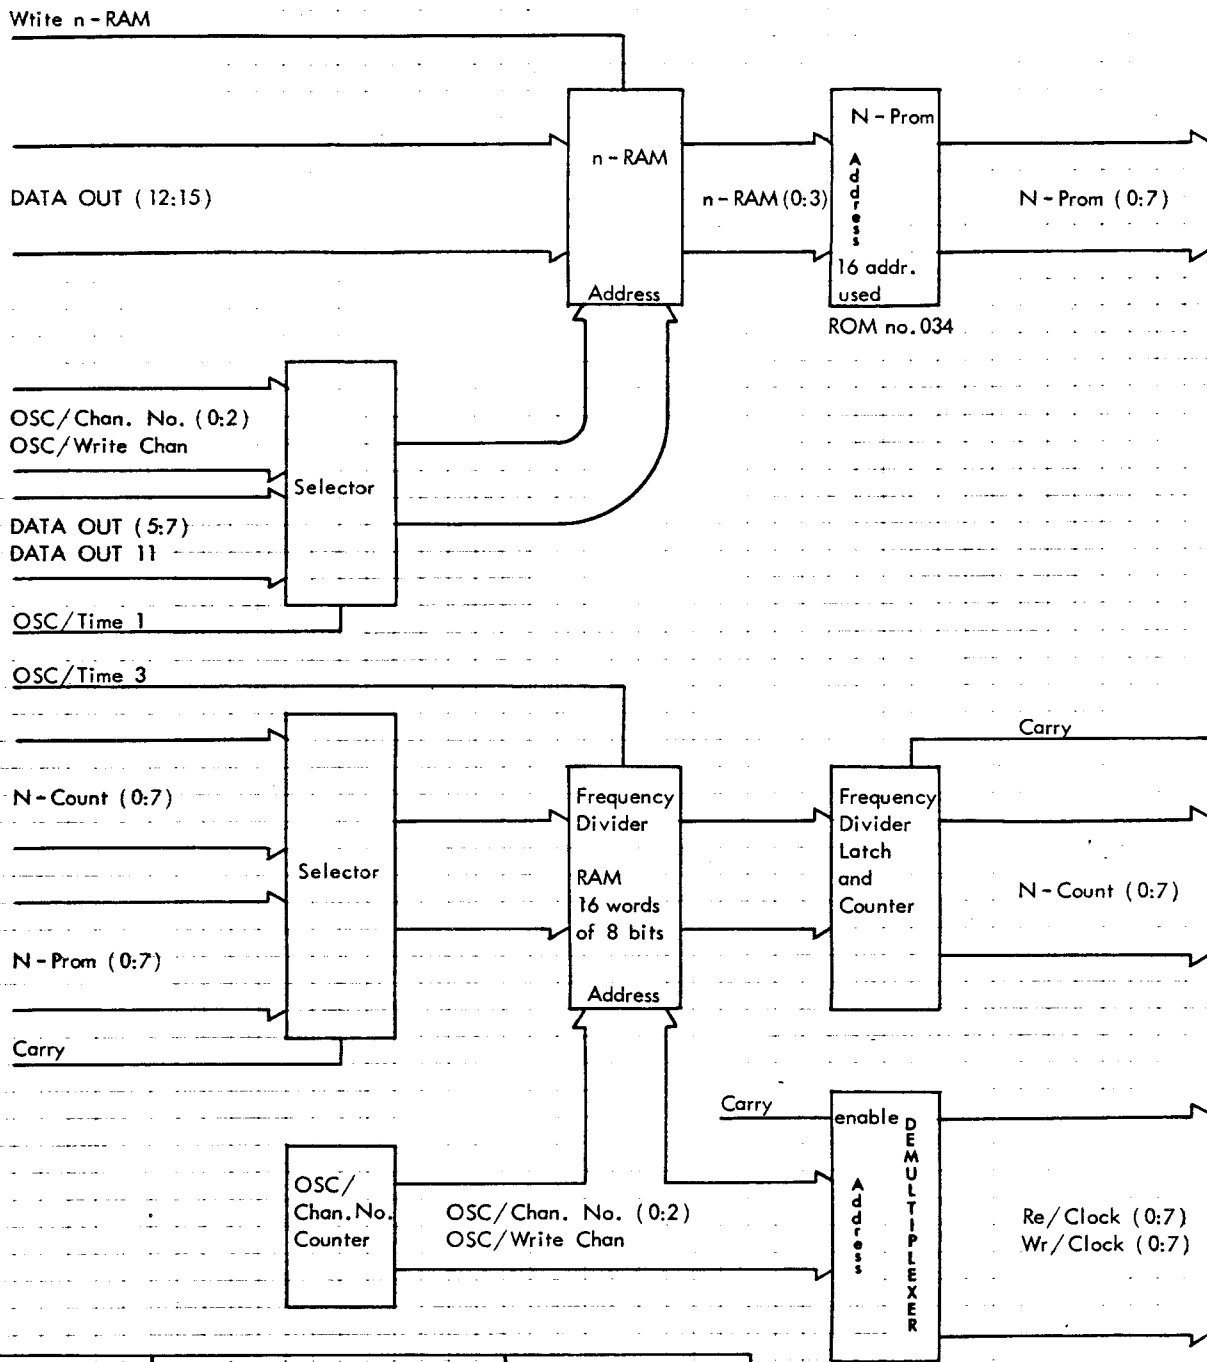 Wtite n-RAM
n-RAM
Address
DATA OUT (12:15)
n-RAM (0:3)
N-Prom
Address
16 addr.
used
ROM no. 034
N-Prom (0:7)
OSC/Chan. No. (0:2)
OSC/Write Chan
Selector
DATA OUT (5:7)
DATA OUT 11
OSC/Time 1
OSC/Time 3
N-Count (0:7)
Selector
N-Prom (0:7)
Carry
Frequency
Divider
RAM
16 words
of 8 bits
Address
Carry
Frequency
Divider
Latch
and
Counter
N-Count (0:7)
OSC/
Chan. No.
Counter
OSC/Chan. No. (0:2)
OSC/Write Chan
Carry
enable
Address
DEMULTIPLEXER
Re/Clock (0:7)
Wr/Clock (0:7)